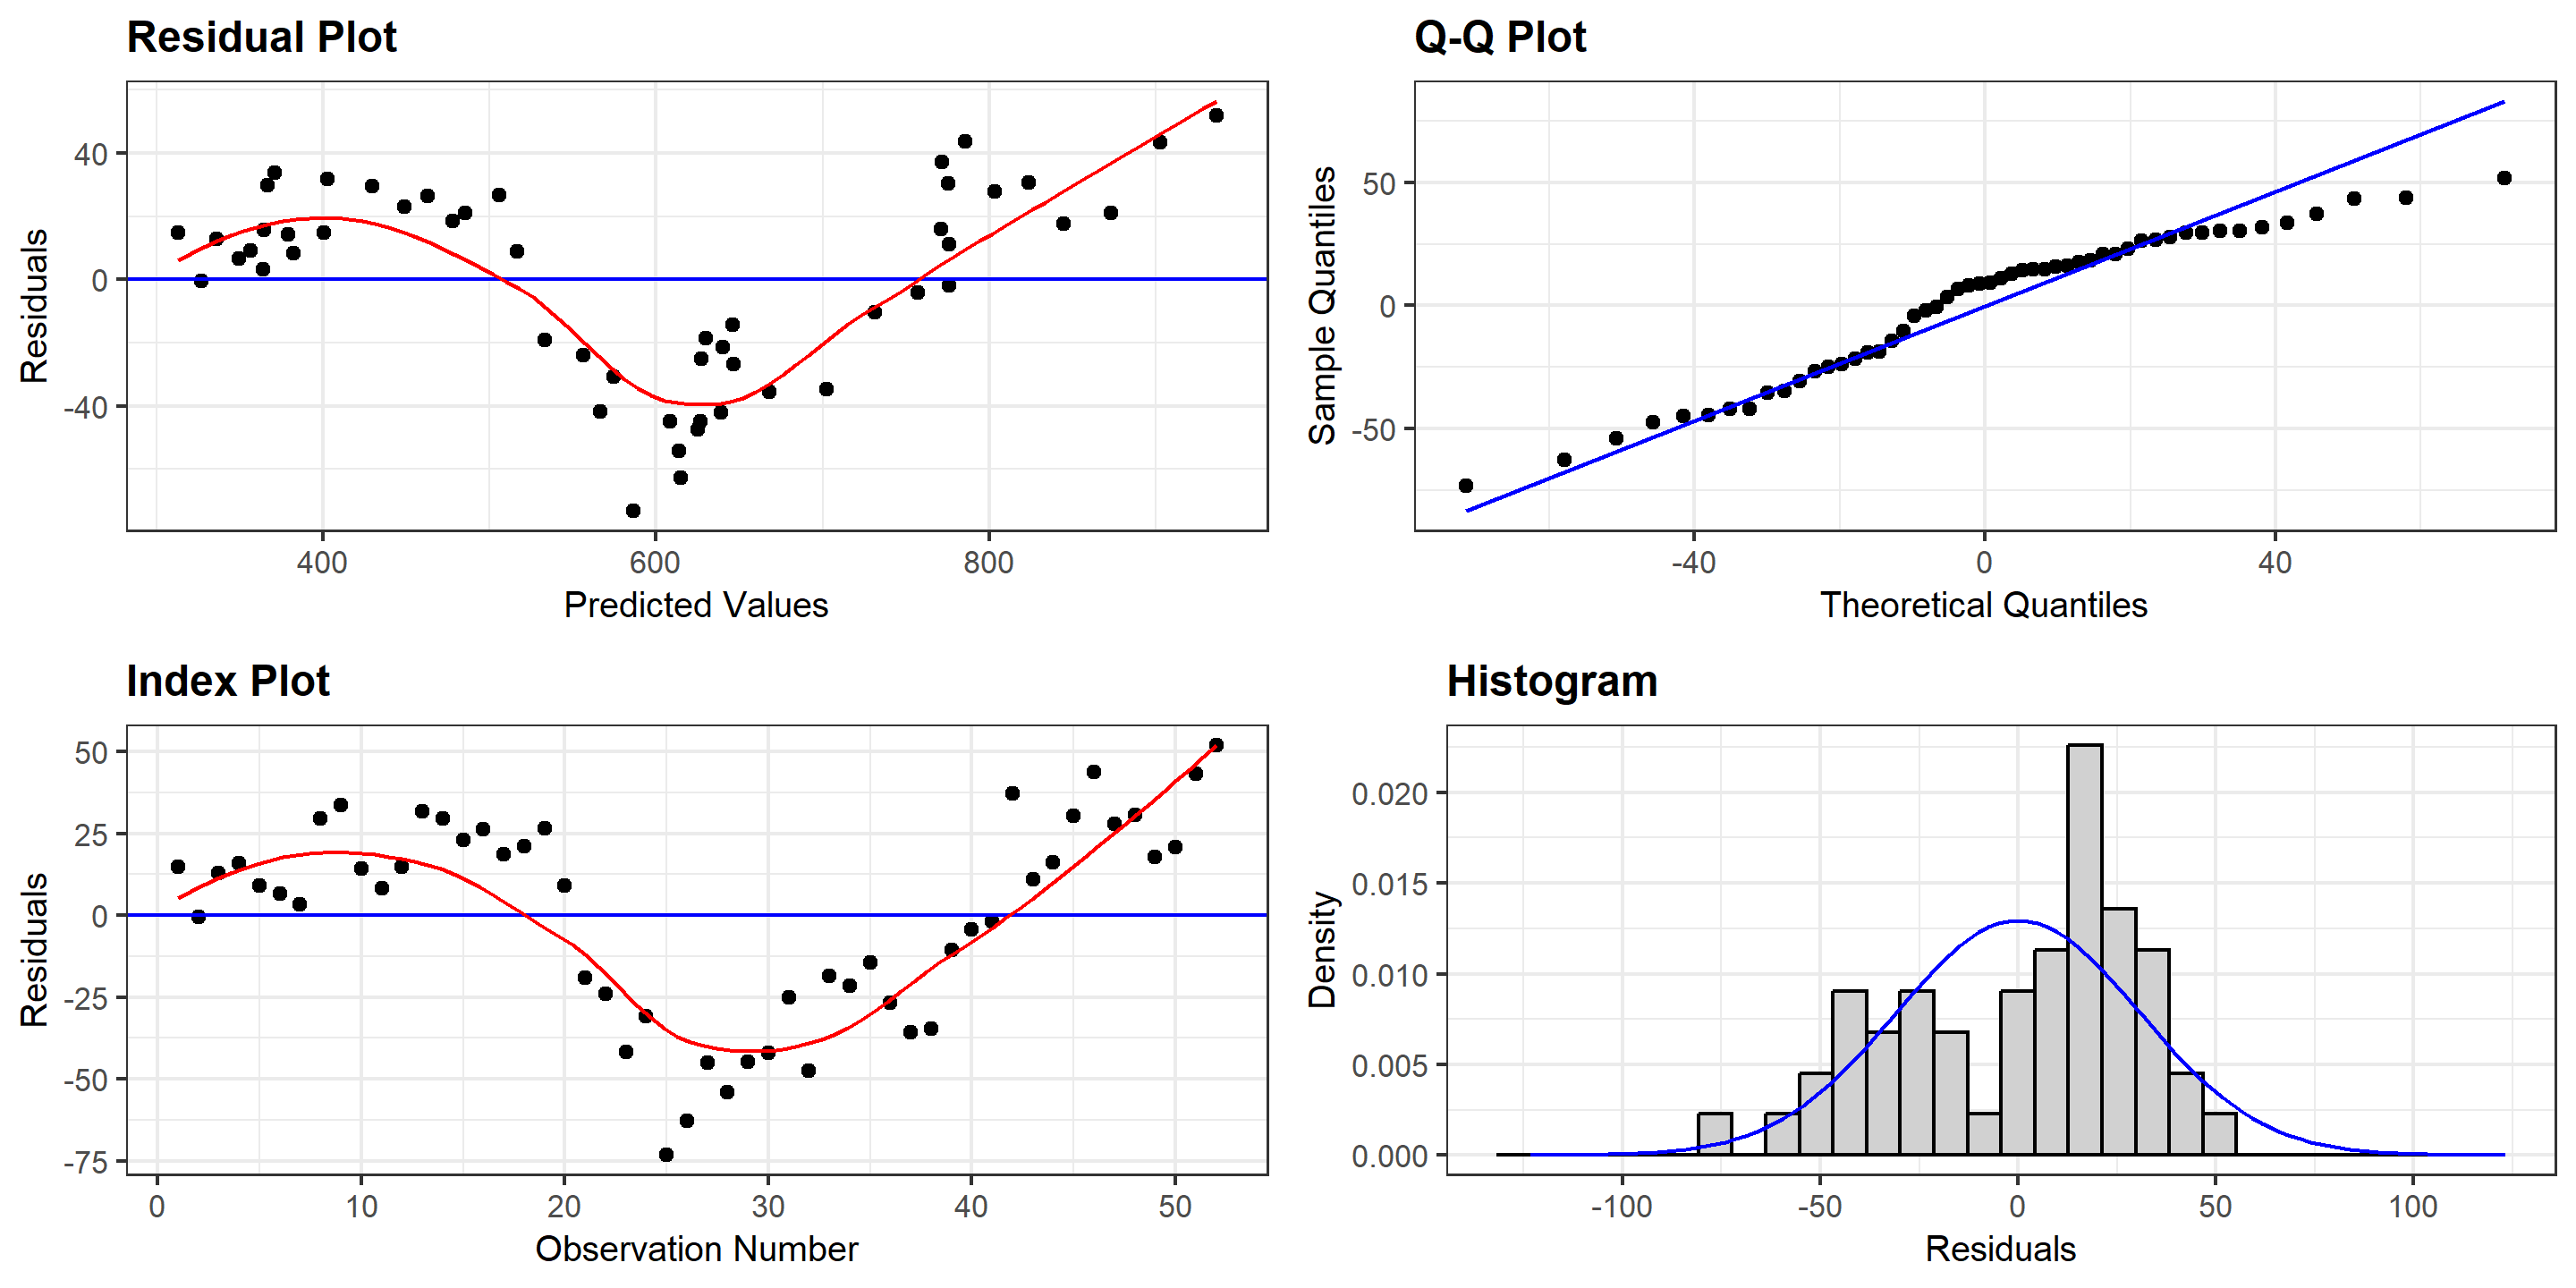 Residual Plot
40
0
-40
Residuals
400
600
800
Predicted Values
Q-Q Plot
50
0
-50
Sample Quantiles
-40
0
40
Theoretical Quantiles
Index Plot
50
25
0
-25
-50
-75
Residuals
0
10
20
30
40
50
Observation Number
Histogram
0.020
0.015
0.010
0.005
0.000
Density
-100
-50
0
50
100
Residuals